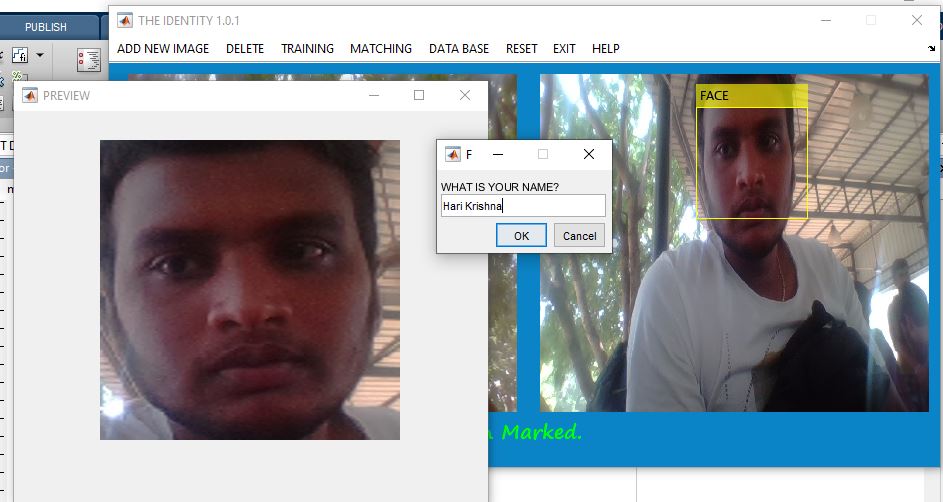 PUBLISH
THE IDENTITY 1.0.1
ADD NEW IMAGE DELETE TRAINING MATCHING DATA BASE RESET EXIT HELP
PREVIEW
FACE
F
WHAT IS YOUR NAME?
Hari Krishna
OK Cancel
Marked.